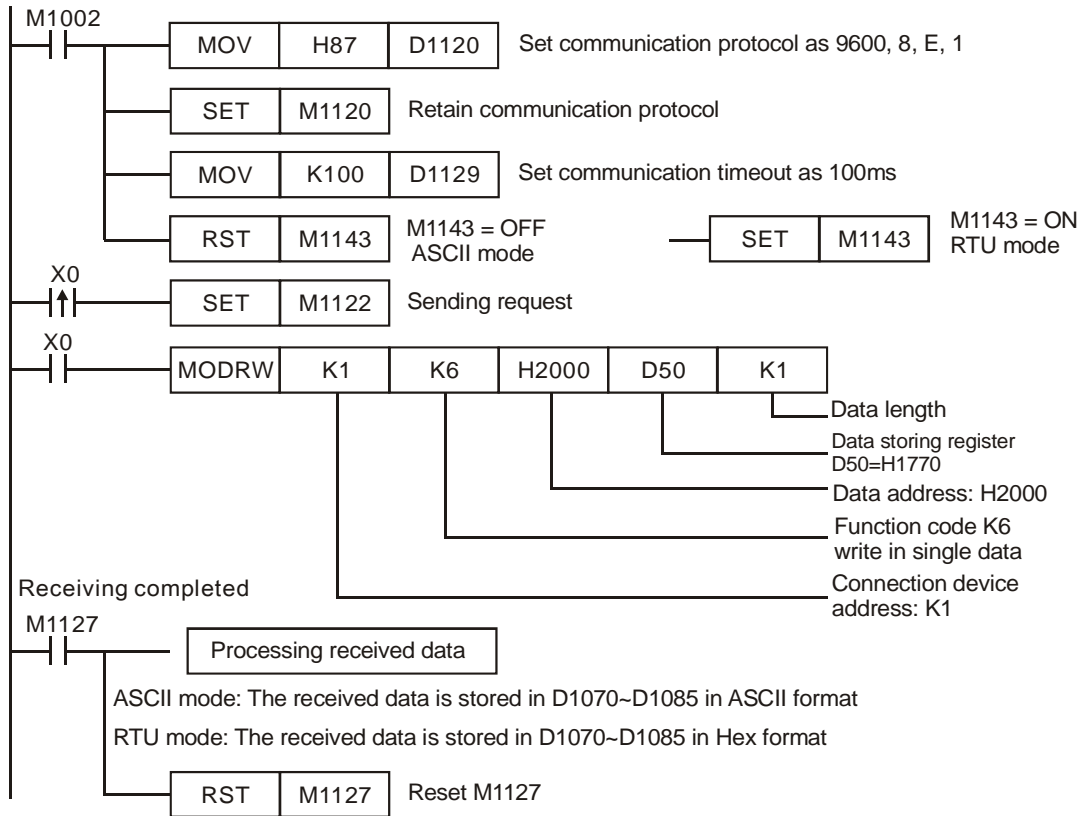 M1002
MOV H87 D1120 Set communication protocol as 9600, 8, E, 1
SET M1120 Retain communication protocol
MOV K100 D1129 Set communication timeout as 100ms
RST M1143 M1143 = OFF
ASCII mode
SET M1143 M1143 = ON
RTU mode
X0
SET M1122 Sending request
X0
MODRW K1 K6 H2000 D50 K1
Data length
Data storing register
D50=H1770
Data address: H2000
Function code K6
write in single data
Connection device
address: K1
Receiving completed
M1127
Processing received data
ASCII mode: The received data is stored in D1070~D1085 in ASCII format
RTU mode: The received data is stored in D1070~D1085 in Hex format
RST M1127 Reset M1127